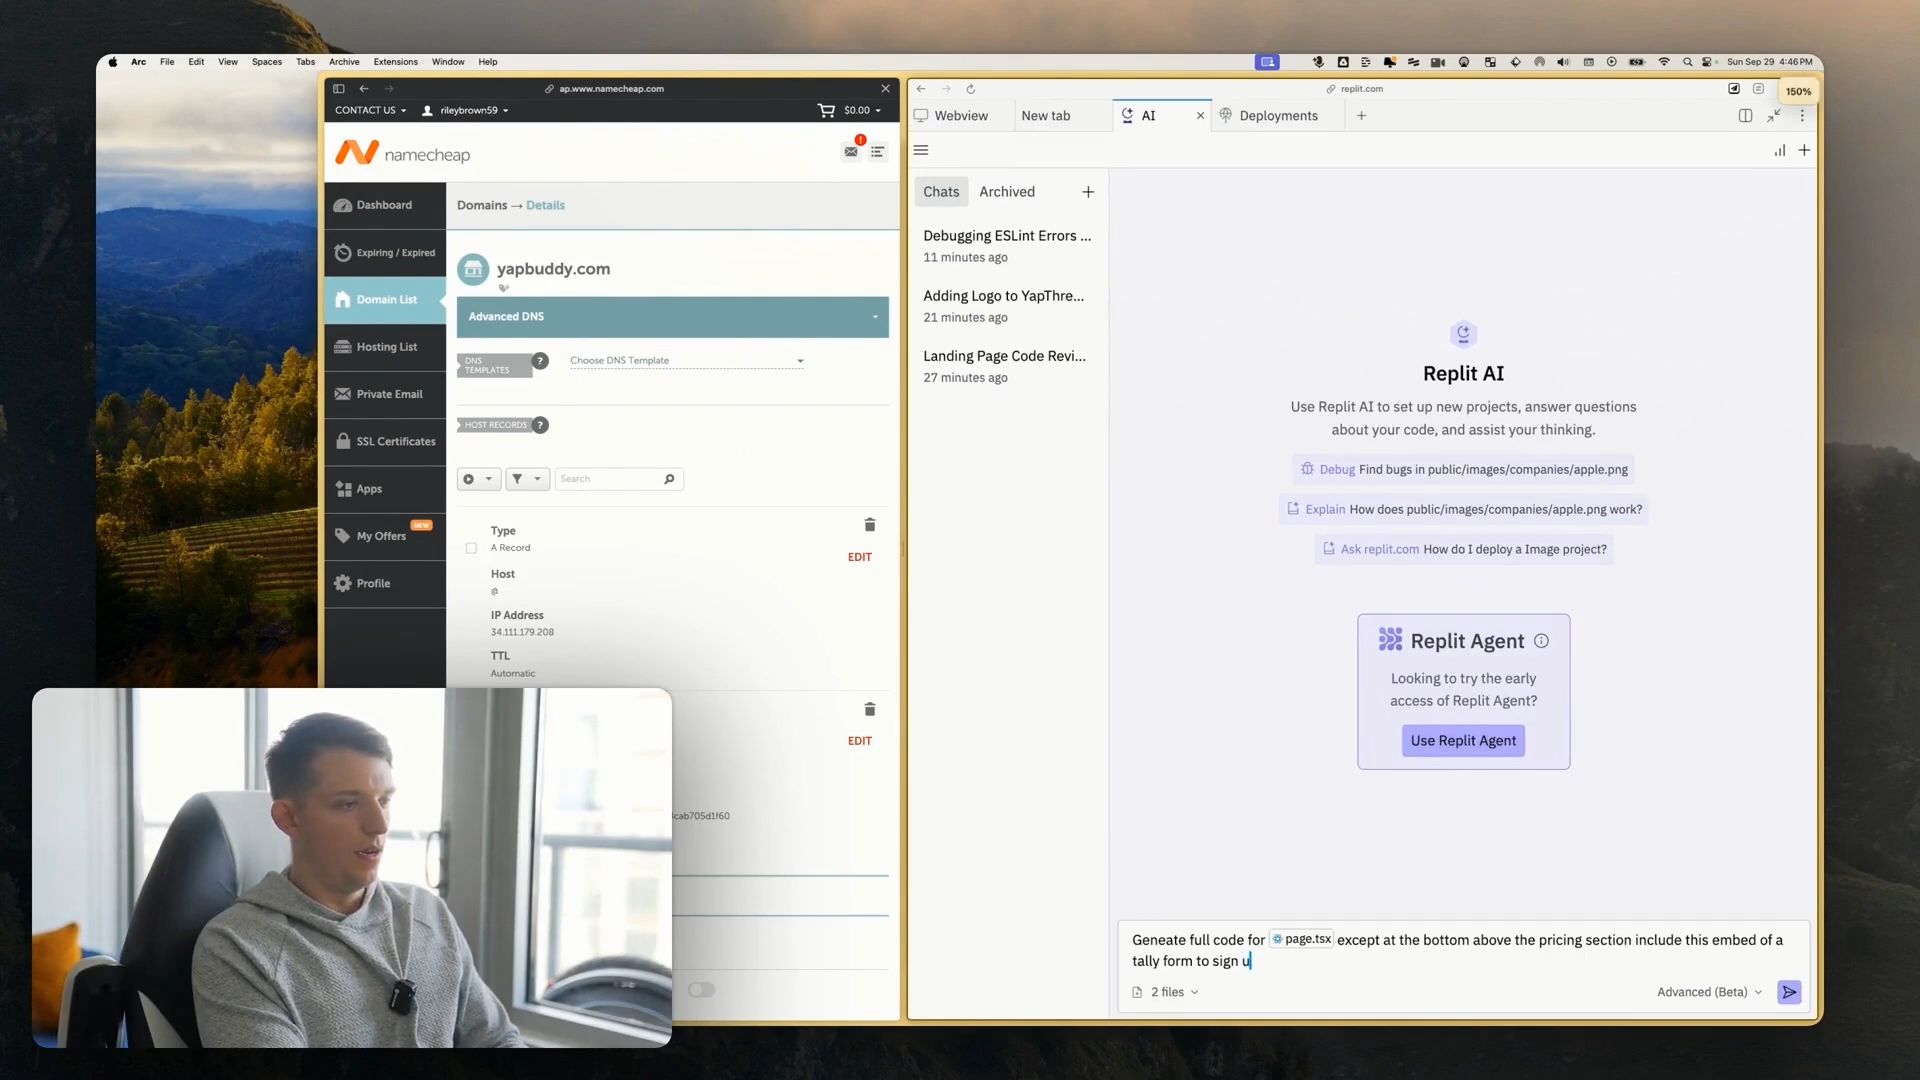 Arc File Edit View Spaces Tabs Archive Extensions Window Help
Sun Sep 29 4:46 PM
ap.www.namecheap.com
CONTACT US rileybrown59 $0.00
namecheap
!
Dashboard
Expiring / Expired
Domain List
Hosting List
Private Email
SSL Certificates
Apps
NEW
My Offers
Profile
Domains → Details
yapbuddy.com
Advanced DNS
DNS
TEMPLATES
? Choose DNS Template
HOST RECORDS ?
Search
Type
A Record
EDIT
Host
@
IP Address
34.111.179.208
TTL
Automatic
EDIT
cab705d1f60
replit.com
150%
Webview New tab AI Deployments
Chats Archived
Debugging ESLint Errors ...
11 minutes ago
Adding Logo to YapThre...
21 minutes ago
Landing Page Code Revi...
27 minutes ago
Replit AI
Use Replit AI to set up new projects, answer questions
about your code, and assist your thinking.
Debug Find bugs in public/images/companies/apple.png
Explain How does public/images/companies/apple.png work?
Ask replit.com How do I deploy a Image project?
Replit Agent
Looking to try the early
access of Replit Agent?
Use Replit Agent
Geneate full code for page.tsx except at the bottom above the pricing section include this embed of a
tally form to sign u
2 files
Advanced (Beta)